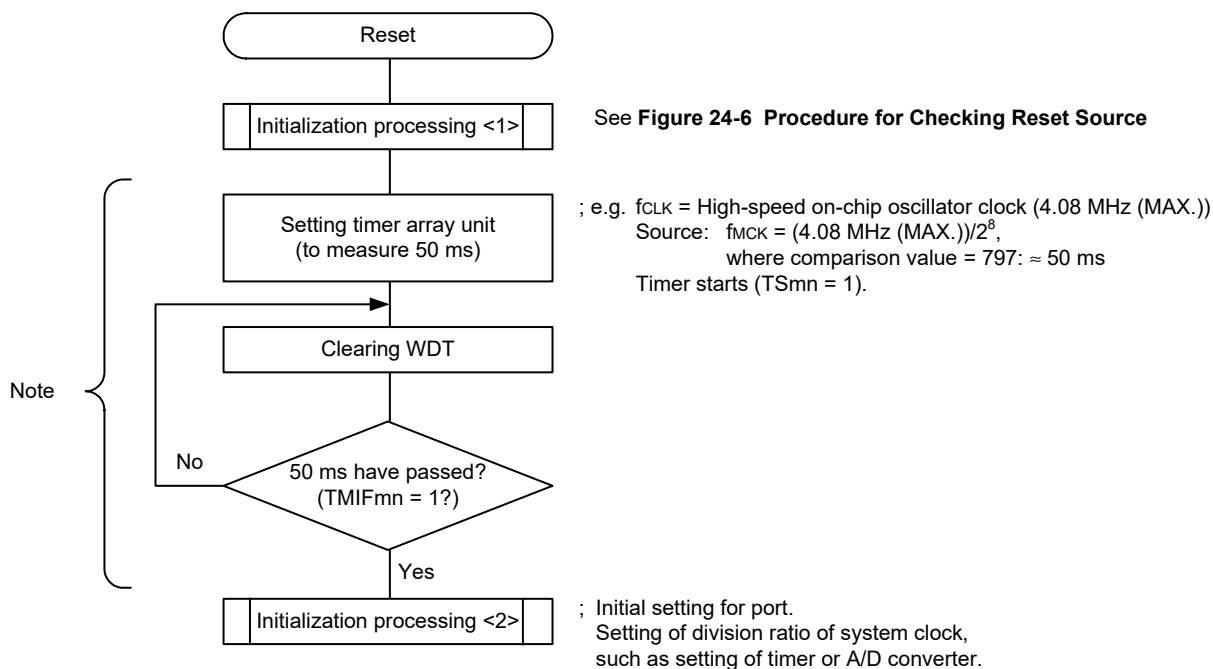 Reset
Initialization processing <1>
See Figure 24-6 Procedure for Checking Reset Source
Setting timer array unit
(to measure 50 ms)
; e.g. fCLK = High-speed on-chip oscillator clock (4.08 MHz (MAX.))
Source: fMCK = (4.08 MHz (MAX.))/2⁸,
where comparison value = 797: ≈ 50 ms
Timer starts (TSmn = 1).
Clearing WDT
Note
No
50 ms have passed?
(TMIFmn = 1?)
Yes
Initialization processing <2>
; Initial setting for port.
Setting of division ratio of system clock,
such as setting of timer or A/D converter.